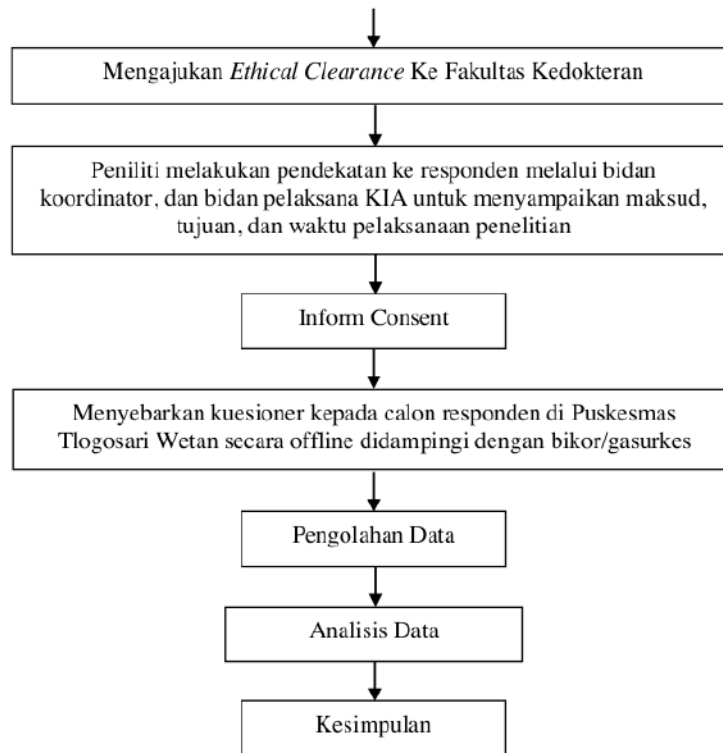 Mengajukan Ethical Clearance Ke Fakultas Kedokteran
Peniliti melakukan pendekatan ke responden melalui bidan
koordinator, dan bidan pelaksana KIA untuk menyampaikan maksud,
tujuan, dan waktu pelaksanaan penelitian
Inform Consent
Menyebarkan kuesioner kepada calon responden di Puskesmas
Tlogosari Wetan secara offline didampingi dengan bikor/gasurkes
Pengolahan Data
Analisis Data
Kesimpulan